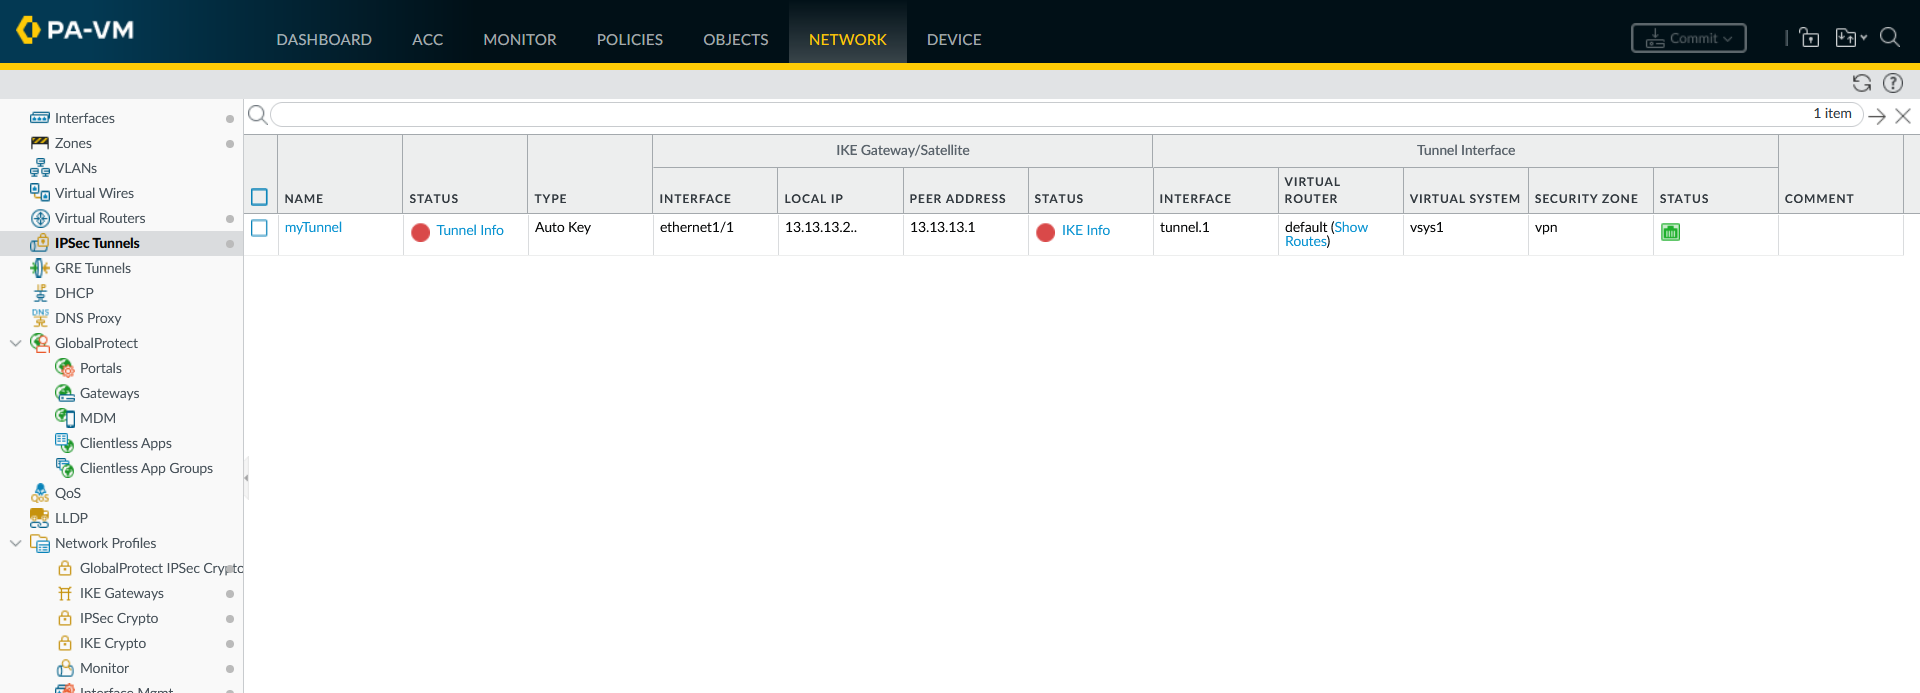 PA-VM
DASHBOARD ACC MONITOR POLICIES OBJECTS NETWORK DEVICE
Commit
Interfaces
Zones
VLANs
Virtual Wires
Virtual Routers
IPSec Tunnels
GRE Tunnels
DHCP
DNS Proxy
GlobalProtect
Portals
Gateways
MDM
Clientless Apps
Clientless App Groups
QoS
LLDP
Network Profiles
GlobalProtect IPSec Crypto
IKE Gateways
IPSec Crypto
IKE Crypto
Monitor
Interface Mgmt
1 item
IKE Gateway/Satellite Tunnel Interface
NAME STATUS TYPE INTERFACE LOCAL IP PEER ADDRESS STATUS INTERFACE VIRTUAL ROUTER VIRTUAL SYSTEM SECURITY ZONE STATUS COMMENT
myTunnel Tunnel Info Auto Key ethernet1/1 13.13.13.2.. 13.13.13.1 IKE Info tunnel.1 default (Show Routes) vsys1 vpn